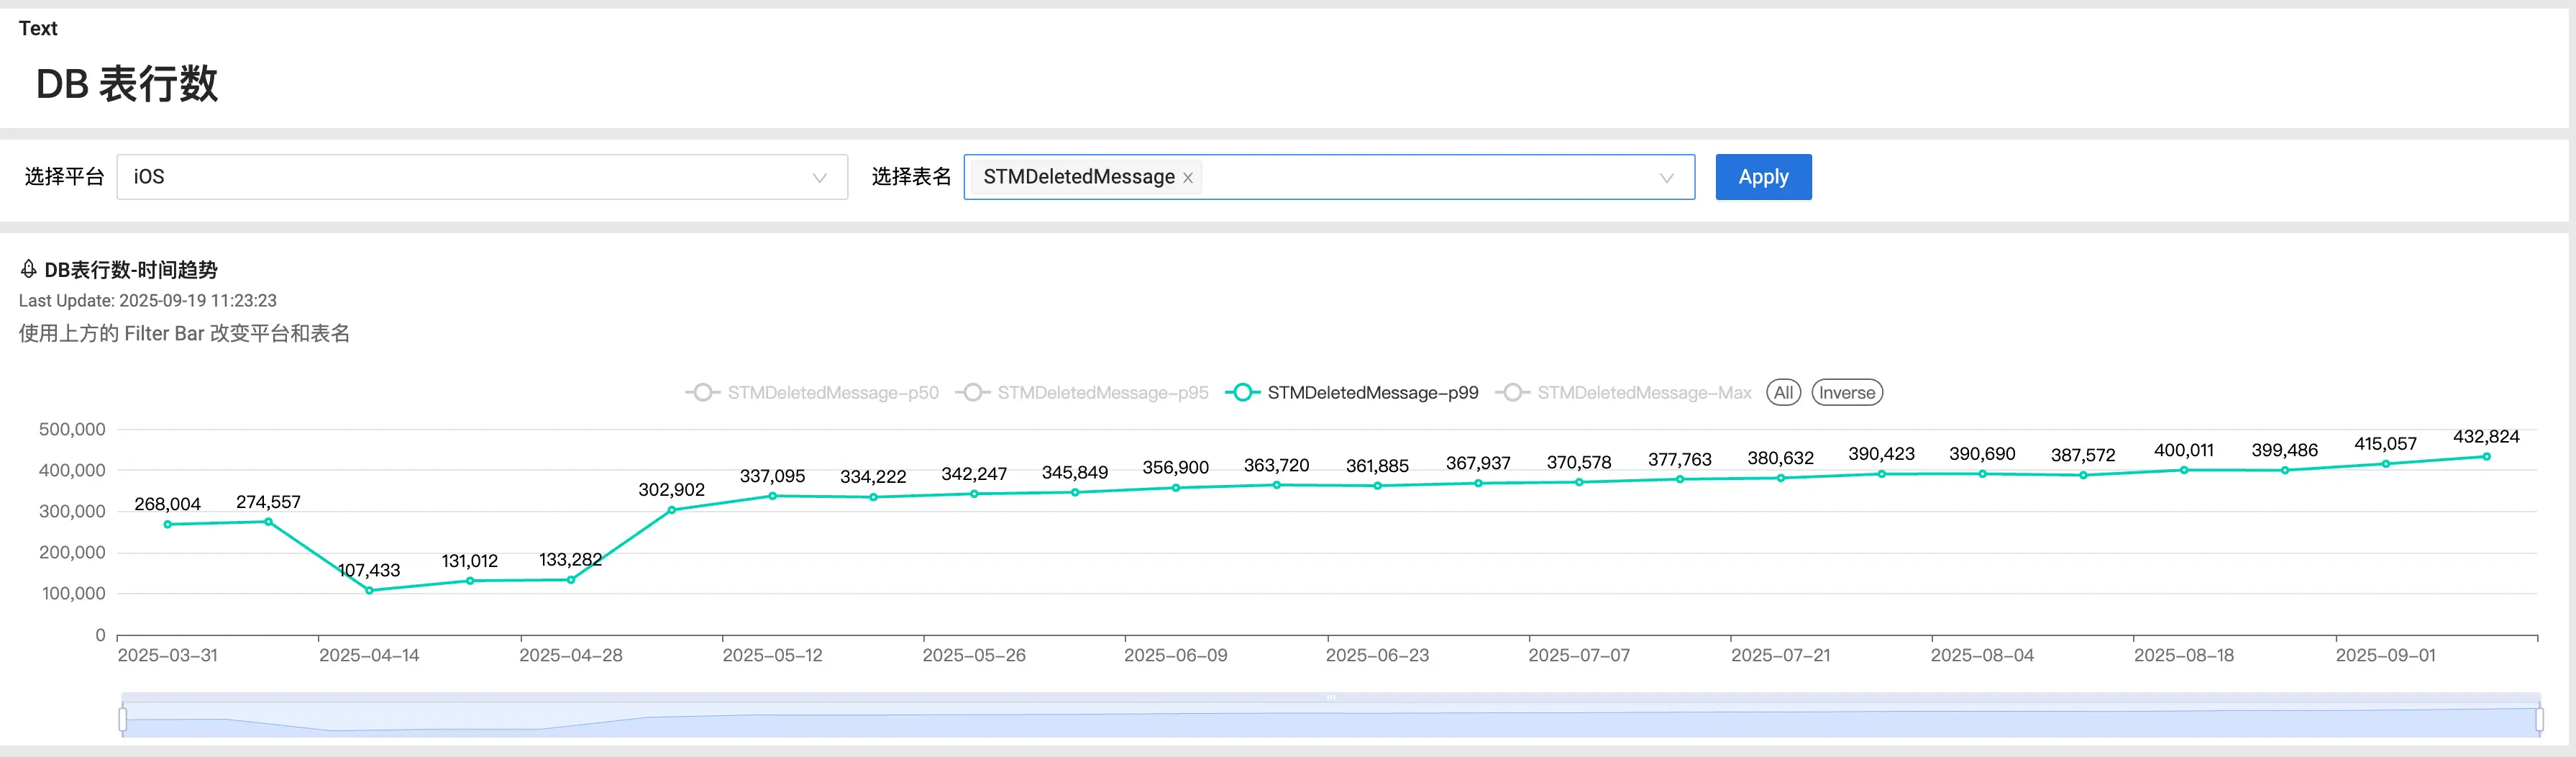 Text
DB 表行数
选择平台 iOS 选择表名 STMDeletedMessage Apply
DB表行数-时间趋势
Last Update: 2025-09-19 11:23:23
使用上方的 Filter Bar 改变平台和表名
STMDeletedMessage-p50 STMDeletedMessage-p95 STMDeletedMessage-p99 STMDeletedMessage-Max All Inverse
500,000
400,000
300,000
200,000
100,000
0
268,004 274,557 107,433 131,012 133,282 302,902 337,095 334,222 342,247 345,849 356,900 363,720 361,885 367,937 370,578 377,763 380,632 390,423 390,690 387,572 400,011 399,486 415,057 432,824
2025-03-31 2025-04-14 2025-04-28 2025-05-12 2025-05-26 2025-06-09 2025-06-23 2025-07-07 2025-07-21 2025-08-04 2025-08-18 2025-09-01